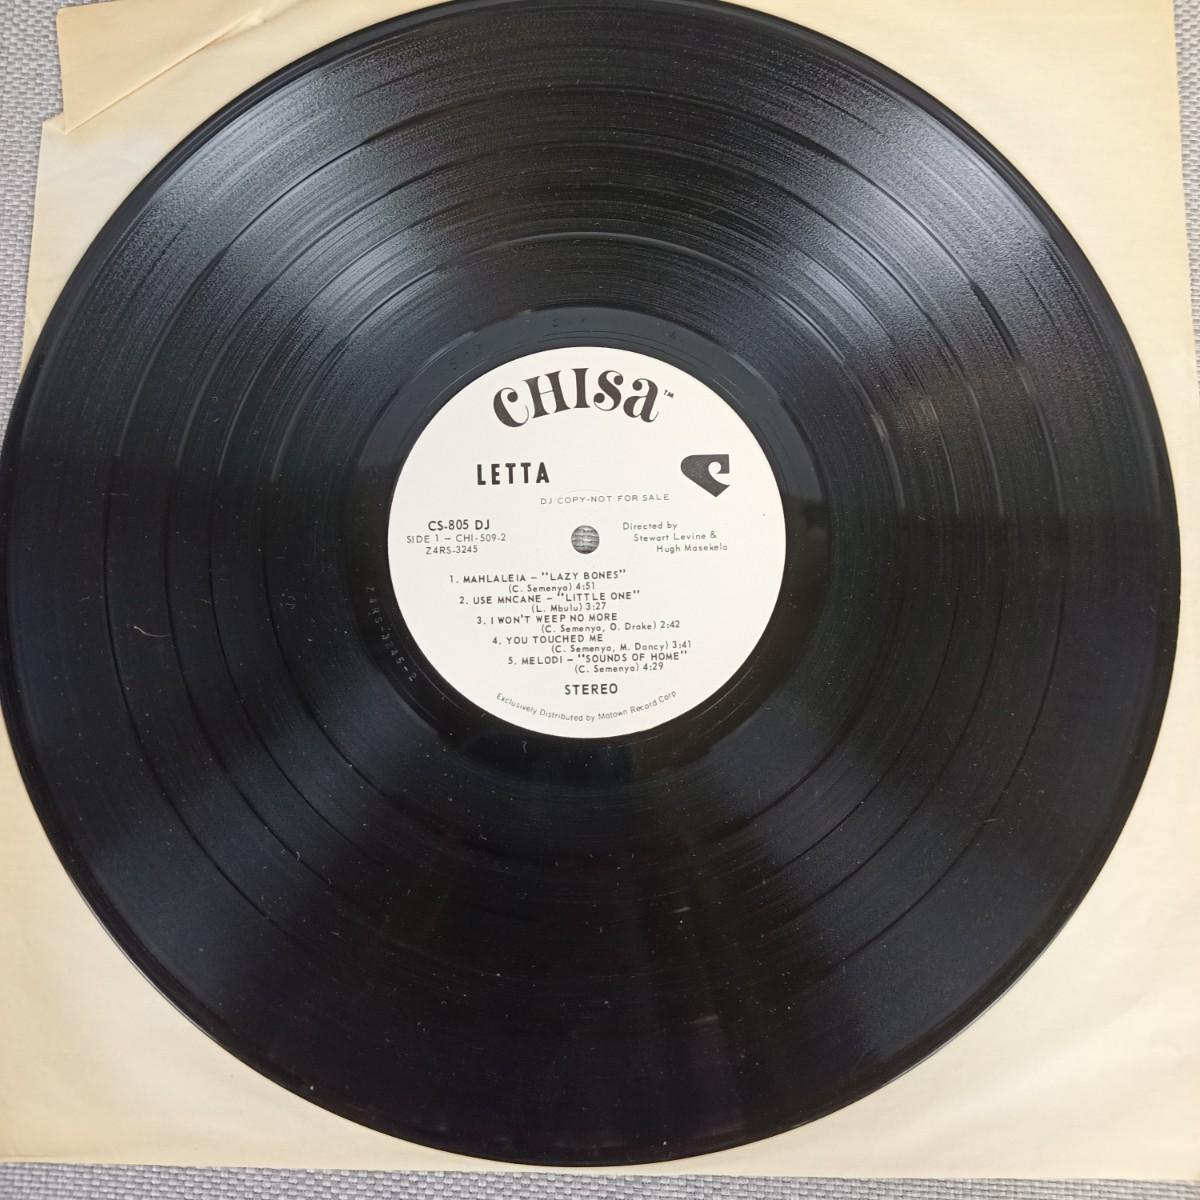 CHISA™
LETTA
DJ COPY-NOT FOR SALE
CS-805 DJ
SIDE 1 – CHI-509-2
Z4RS-3245
Directed by
Stewart Levine &
Hugh Masekela
1. MAHLALEIA – "LAZY BONES"
(C. Semenya) 4:51
2. USE MNCANE – "LITTLE ONE"
(L. Mbulu) 3:27
3. I WON'T WEEP NO MORE
(C. Semenya, O. Drake) 2:42
4. YOU TOUCHED ME
(C. Semenya, M. Dancy) 3:41
5. MELODI – "SOUNDS OF HOME"
(C. Semenya) 4:29
STEREO
Exclusively Distributed by Motown Record Corp.
Z4RS-3245-2